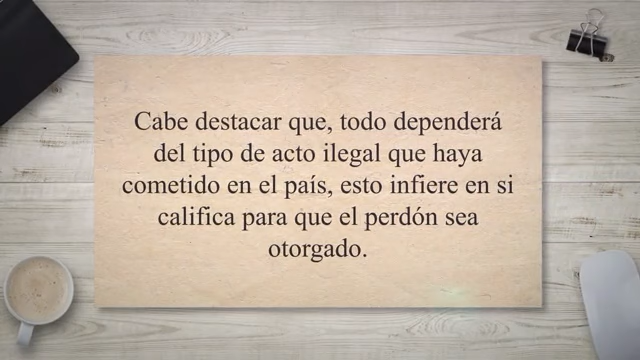 Cabe destacar que, todo dependerá
del tipo de acto ilegal que haya
cometido en el país, esto infiere en si
califica para que el perdón sea
otorgado.